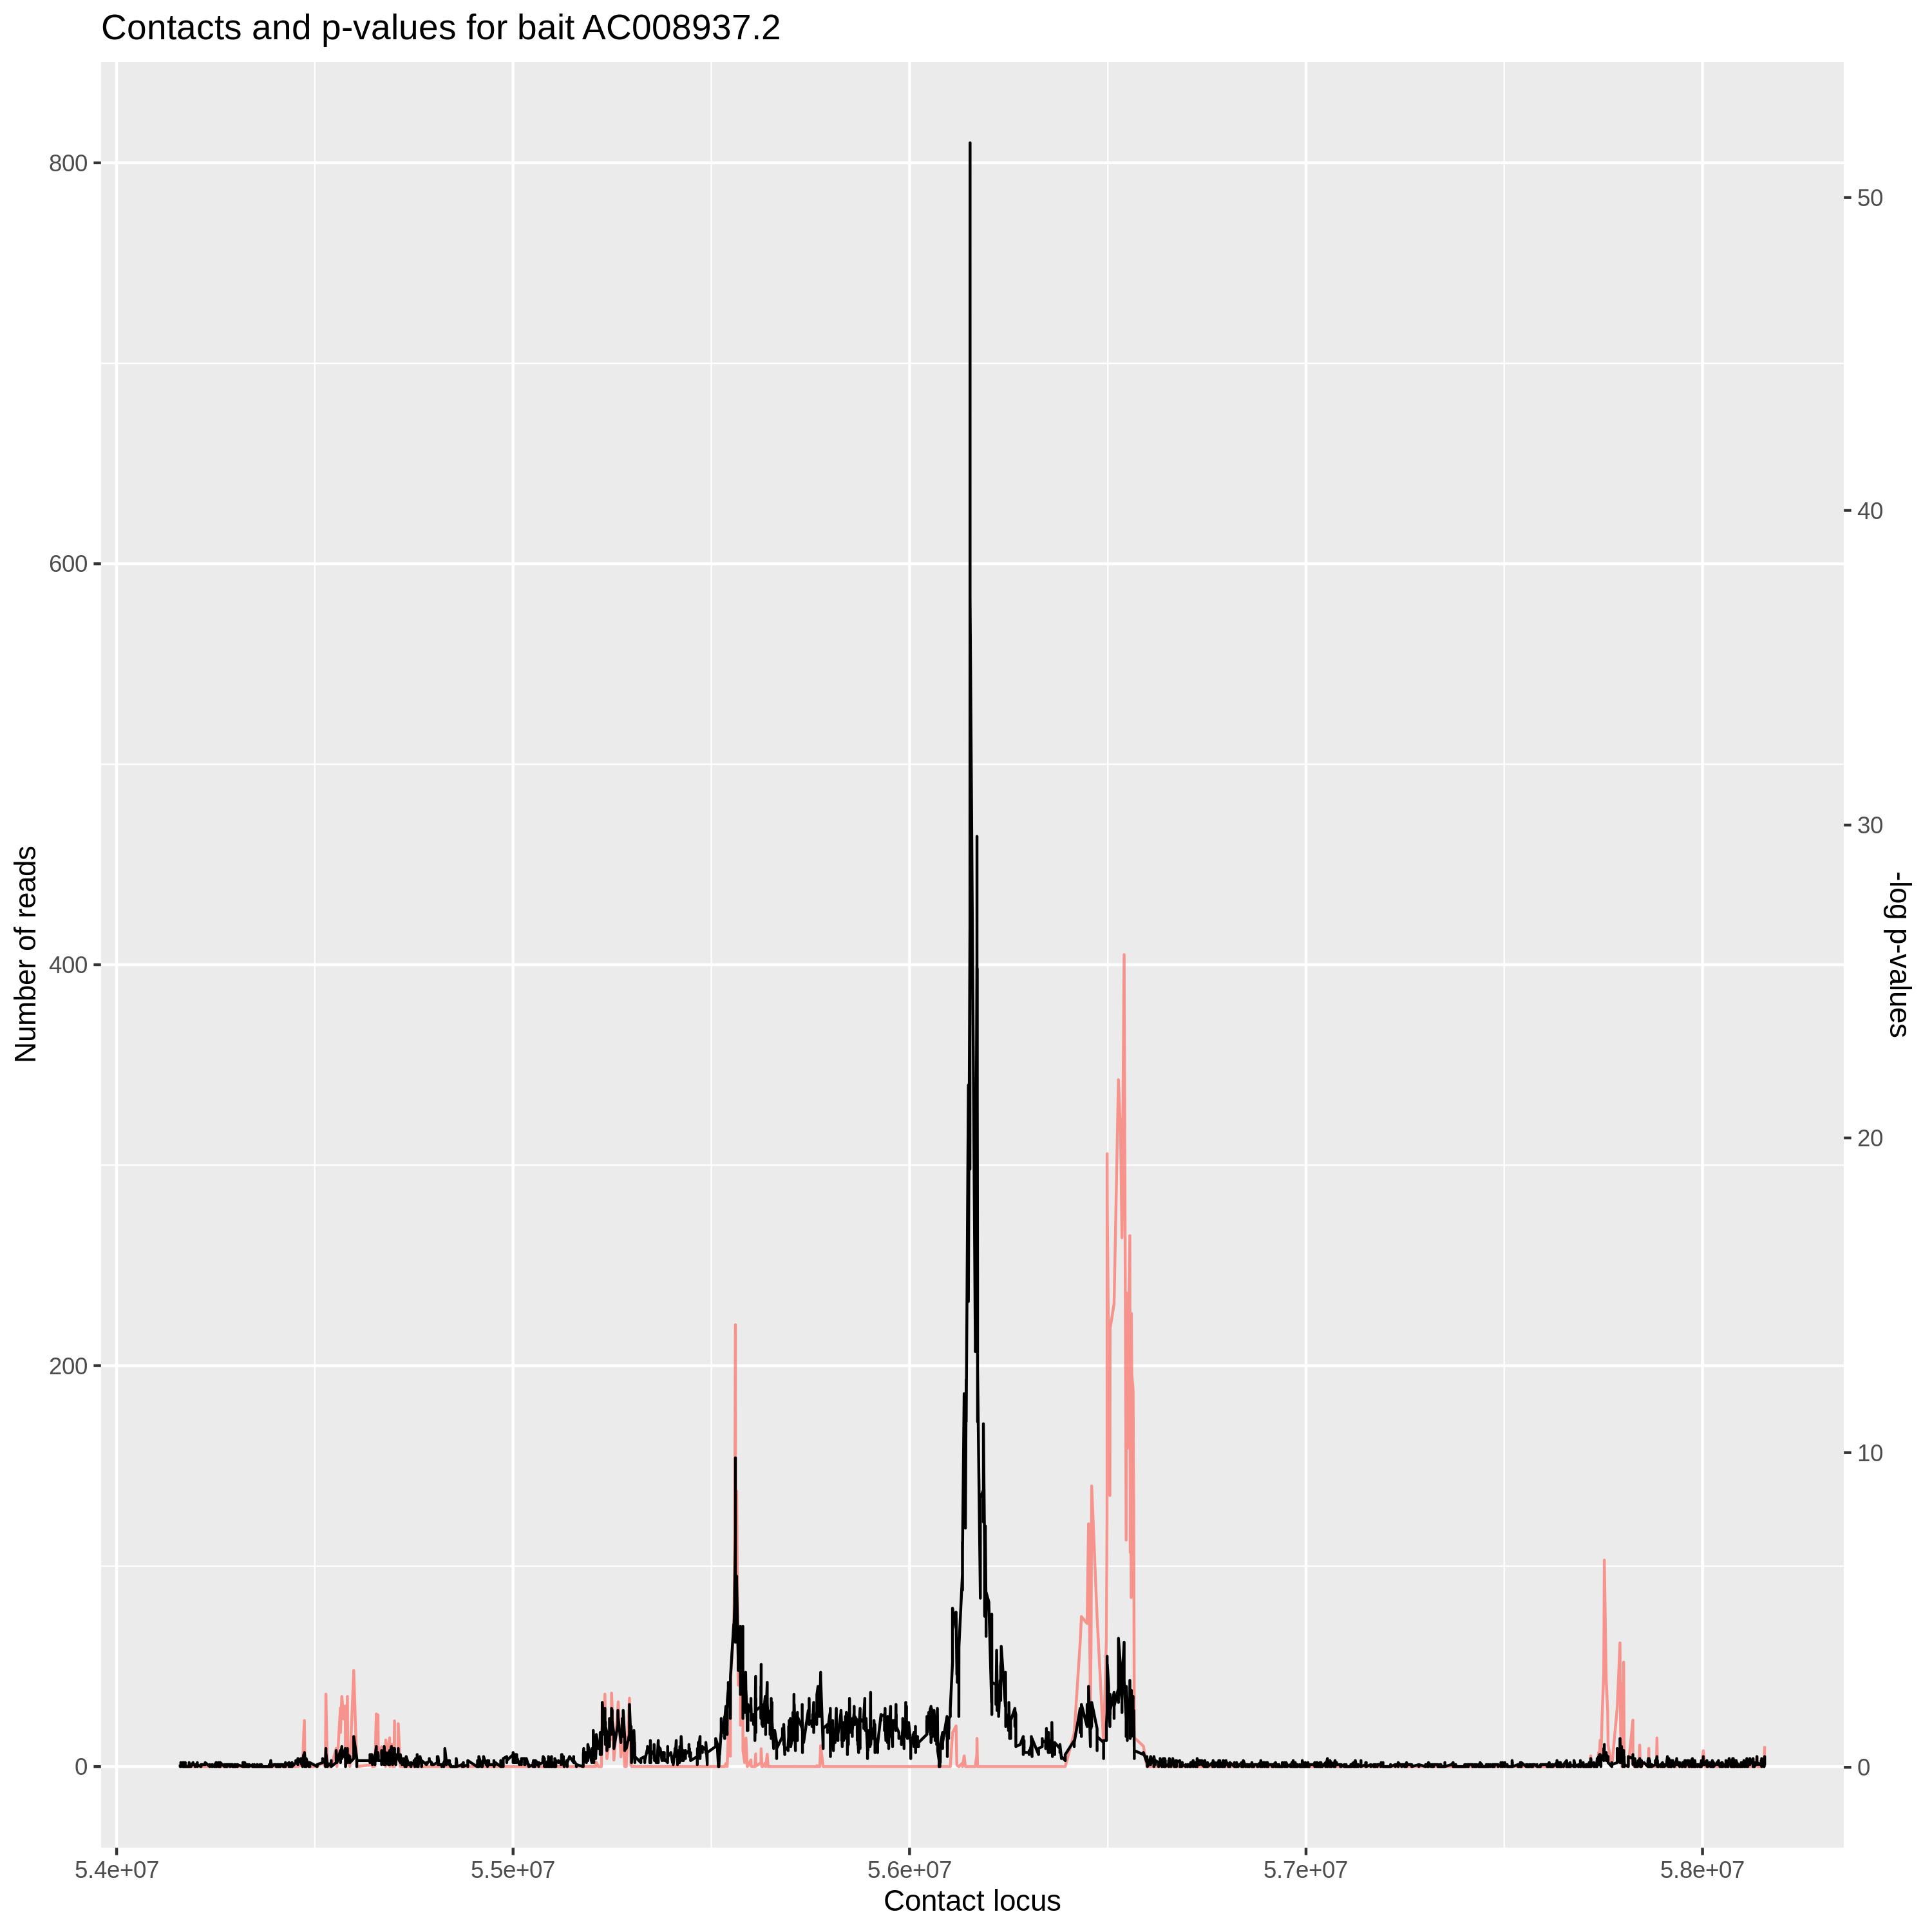 Contacts and p-values for bait AC008937.2
800
600
400
200
0
Number of reads
50
40
30
20
10
0
-log p-values
5.4e+07
5.5e+07
5.6e+07
5.7e+07
5.8e+07
Contact locus